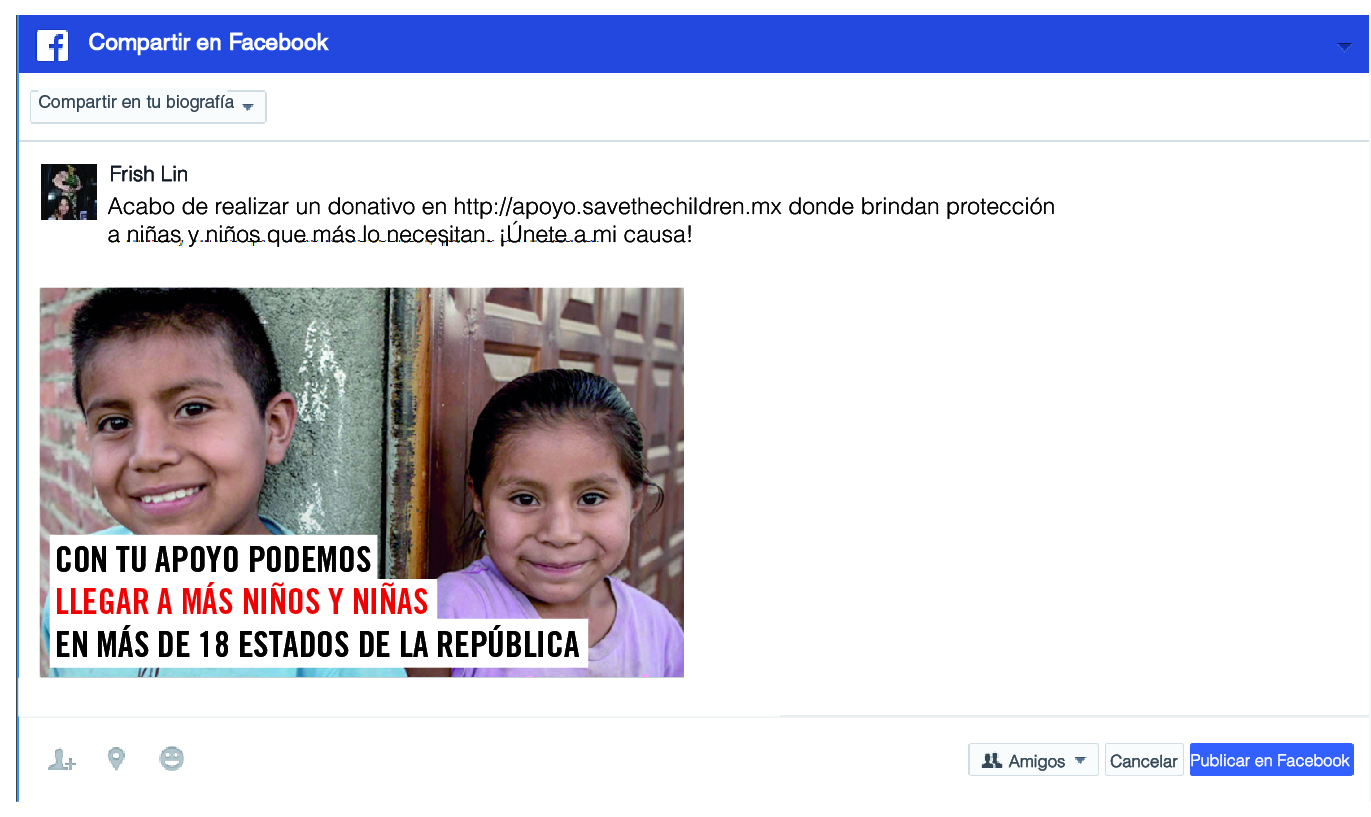 Compartir en Facebook
Compartir en tu biografía
Frish Lin
Acabo de realizar un donativo en http://apoyo.savethechildren.mx donde brindan protección
a niñas, y niños que más lo necesitan. ¡Únete a mi causa!
CON TU APOYO PODEMOS
LLEGAR A MÁS NIÑOS Y NIÑAS
EN MÁS DE 18 ESTADOS DE LA REPÚBLICA
Amigos Cancelar Publicar en Facebook